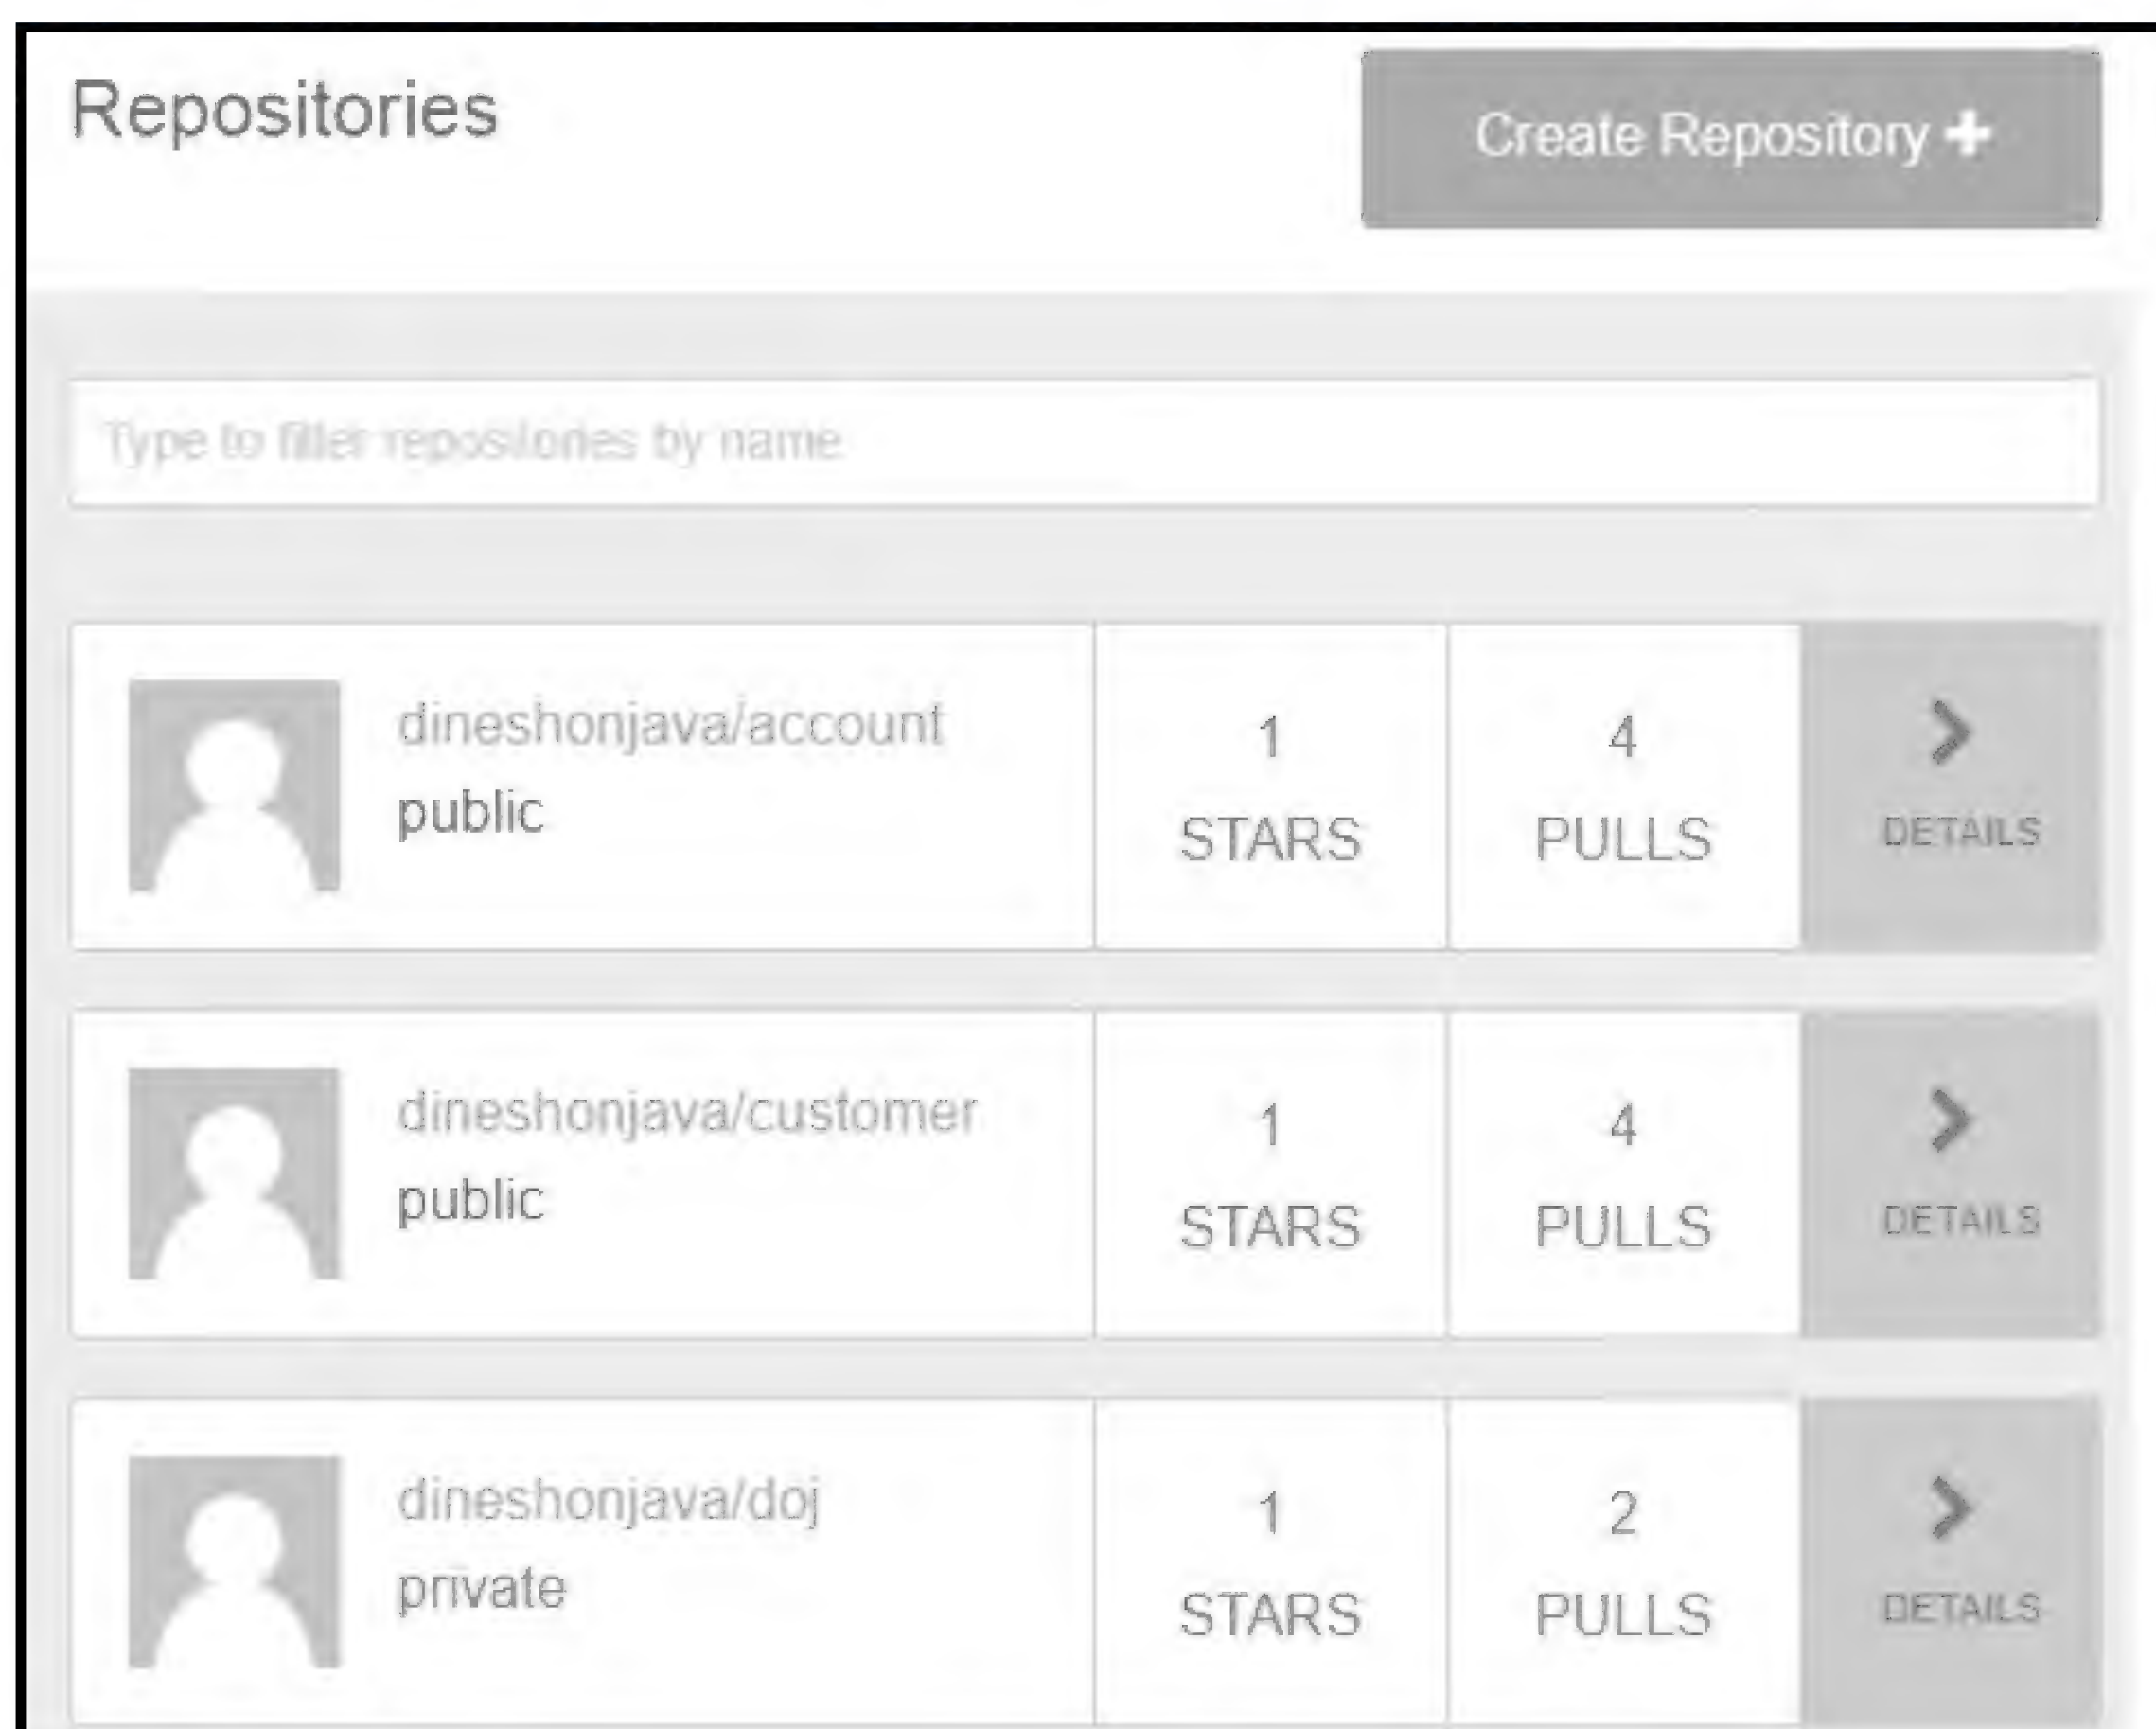 Repositories
Create Repository +
Type to filter repositories by name
dineshonjava/account
public
1
STARS
4
PULLS
DETAILS
dineshonjava/customer
public
1
STARS
4
PULLS
DETAILS
dineshonjava/doj
private
1
STARS
2
PULLS
DETAILS